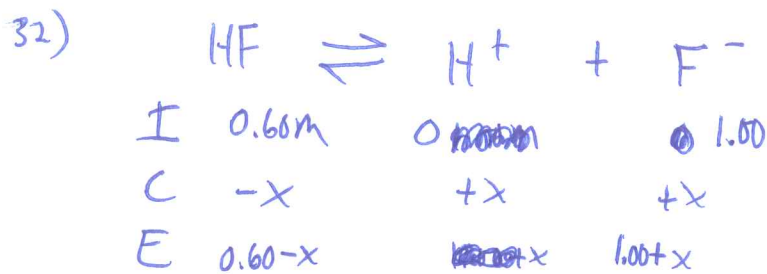 32) HF ⇌ H⁺ + F⁻
I 0.60m 0 1.00
C -x +x +x
E 0.60-x +x 1.00+x